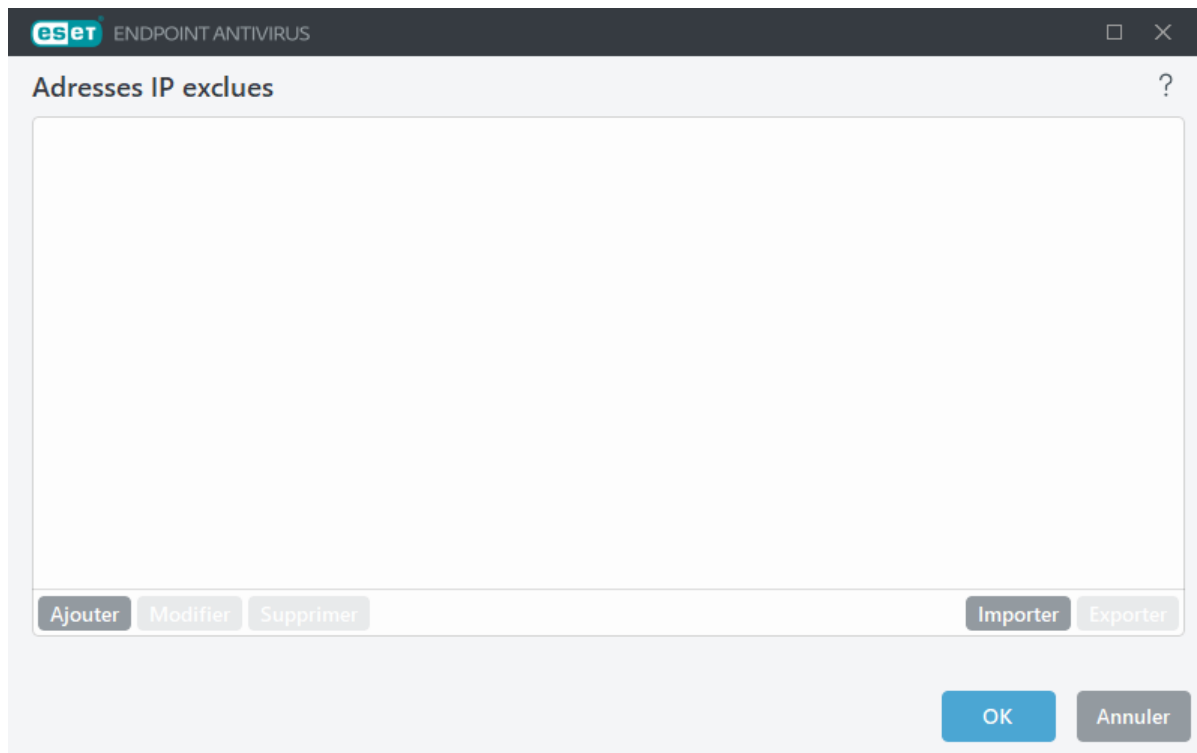 eset ENDPOINT ANTIVIRUS
Adresses IP exclues
?
Ajouter Modifier Supprimer Importer Exporter
OK Annuler